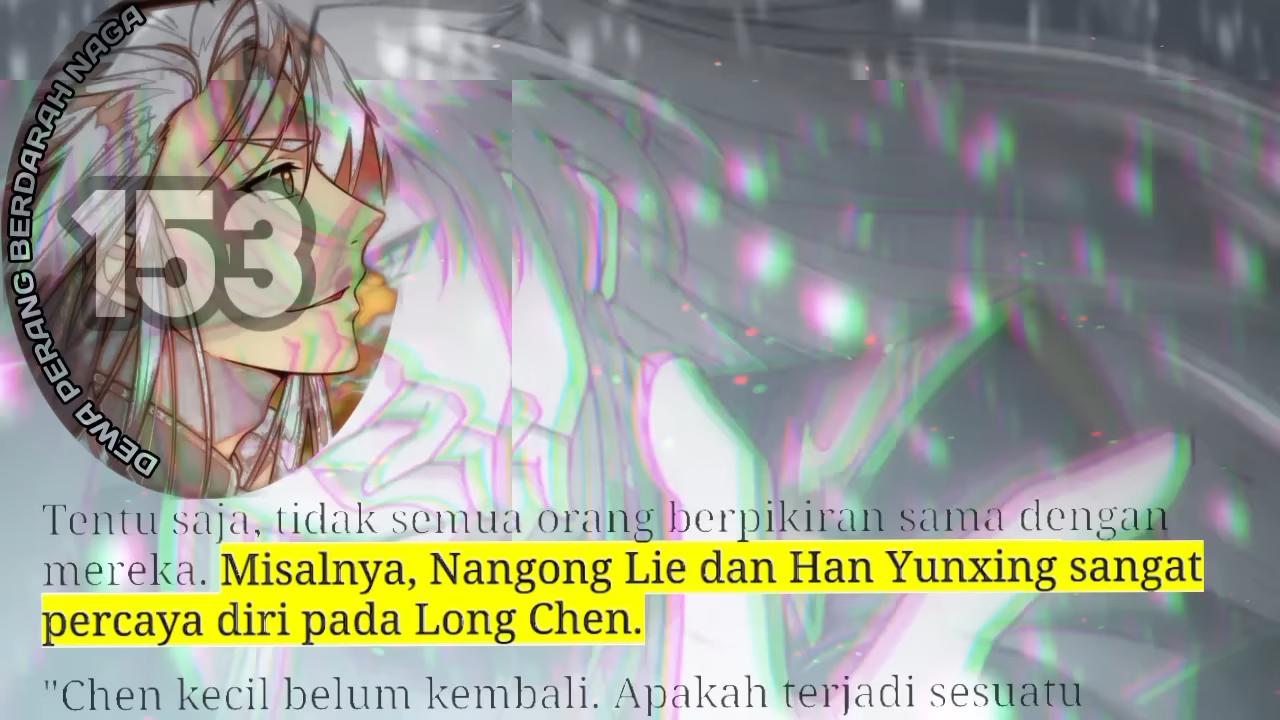 DEWA PERANG BERDARAH NAGA
153
Tentu saja, tidak semua orang berpikiran sama dengan
mereka. Misalnya, Nangong Lie dan Han Yunxing sangat
percaya diri pada Long Chen.
"Chen kecil belum kembali. Apakah terjadi sesuatu